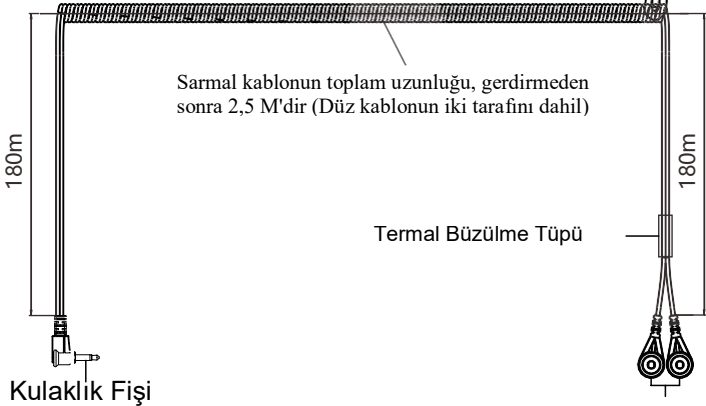 Sarmal kablonun toplam uzunluğu, gerdirmeden
sonra 2,5 M'dir (Düz kablonun iki tarafını dahil)
180m
180m
Termal Büzülme Tüpü
Kulaklık Fişi